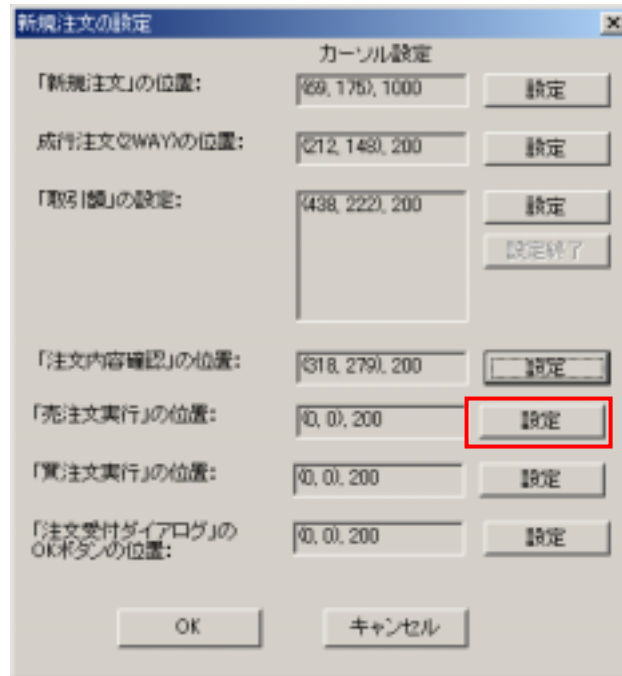 新規注文の設定
カーソル設定
「新規注文」の位置: (69, 175), 1000 設定
成行注文(2WAY)の位置: (212, 148), 200 設定
「取引額」の設定: (438, 222), 200 設定
設定終了
「注文内容確認」の位置: (318, 279), 200 設定
「売注文実行」の位置: (0, 0), 200 設定
「買注文実行」の位置: (0, 0), 200 設定
「注文受付ダイアログ」の
OKボタンの位置: (0, 0), 200 設定
OK キャンセル